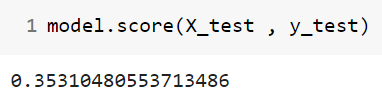 1 model.score(X_test , y_test)
0.35310480553713486